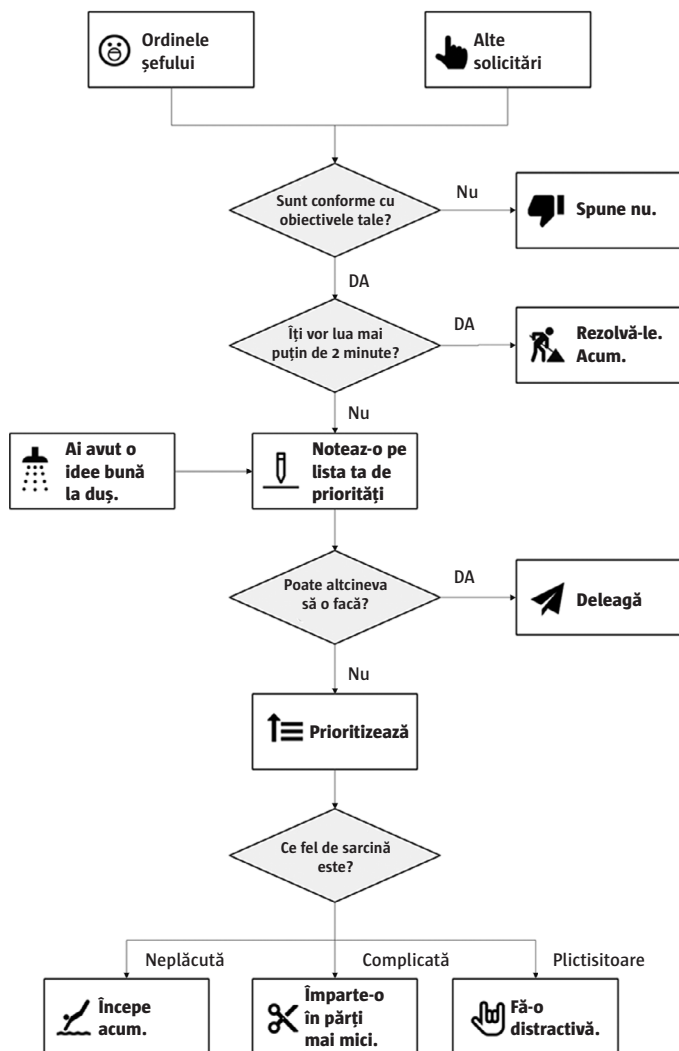 Ordinele
șefului
Alte
solicitări
Sunt conforme cu
obiectivele tale?
Nu
Spune nu.
DA
Îți vor lua mai
puțin de 2 minute?
DA
Rezolvă-le.
Acum.
Nu
Ai avut o
idee bună
la duș.
Noteaz-o pe
lista ta de
priorități
Poate altcineva
să o facă?
DA
Deleagă
Nu
Prioritizează
Ce fel de sarcină
este?
Neplăcută
Complicată
Plictisitoare
Începe
acum.
Împarte-o
în părți
mai mici.
Fă-o
distractivă.